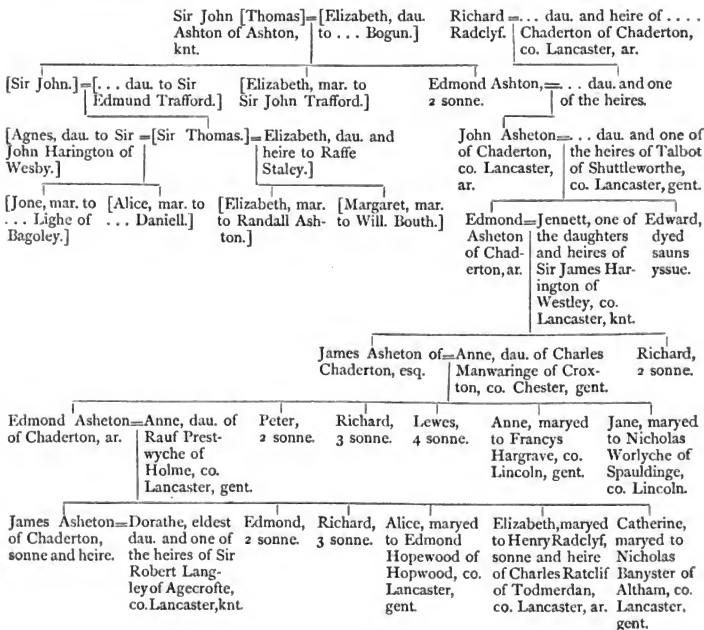 Sir John [Thomas]=[Elizabeth, dau.
Ashton of Ashton, to ... Bogun.]
knt.
Richard =... dau. and heire of ....
Radclyf. Chaderton of Chaderton,
co. Lancaster, ar.
[Sir John.]=[... dau. to Sir
Edmund Trafford.]
[Elizabeth, mar. to
Sir John Trafford.]
Edmond Ashton,=... dau. and one
2 sonne. of the heires.
[Agnes, dau. to Sir =[Sir Thomas.]=Elizabeth, dau. and
John Harington of heire to Raffe
Wesby.] Staley.]
John Asheton=... dau. and one of
of Chaderton, the heires of Talbot
co. Lancaster, of Shuttleworthe,
ar. co. Lancaster, gent.
[Jone, mar. to
... Lighe of
Bagoley.]
[Alice, mar. to
... Daniell.]
[Elizabeth, mar.
to Randall Ash-
ton.]
[Margaret, mar.
to Will. Bouth.]
Edmond=Jennett, one of
Asheton the daughters
of Chad- and heires of
erton, ar. Sir James Har-
ington of
Westley, co.
Lancaster, knt.
Edward,
dyed
sauns
yssue.
James Asheton of=Anne, dau. of Charles
Chaderton, esq. Manwaringe of Crox-
ton, co. Chester, gent.
Richard,
2 sonne.
Edmond Asheton=Anne, dau. of
of Chaderton, ar. Rauf Prest-
wyche of
Holme, co.
Lancaster, gent.
Peter,
2 sonne.
Richard,
3 sonne.
Lewes,
4 sonne.
Anne, maryed
to Francys
Hargrave, co.
Lincoln, gent.
Jane, maryed
to Nicholas
Worlyche of
Spauldinge,
co. Lincoln.
James Asheton=Dorathe, eldest
of Chaderton, dau. and one of
sonne and heire. the heires of Sir
Robert Lang-
ley of Agecrofte,
co. Lancaster, knt.
Edmond,
2 sonne.
Richard,
3 sonne.
Alice, maryed
to Edmond
Hopewood of
Hopwood, co.
Lancaster,
gent.
Elizabeth, maryed
to Henry Radclyf,
sonne and heire
of Charles Ratclif
of Todmerdan,
co. Lancaster, ar.
Catherine,
maryed to
Nicholas
Banyster of
Altham, co.
Lancaster,
gent.